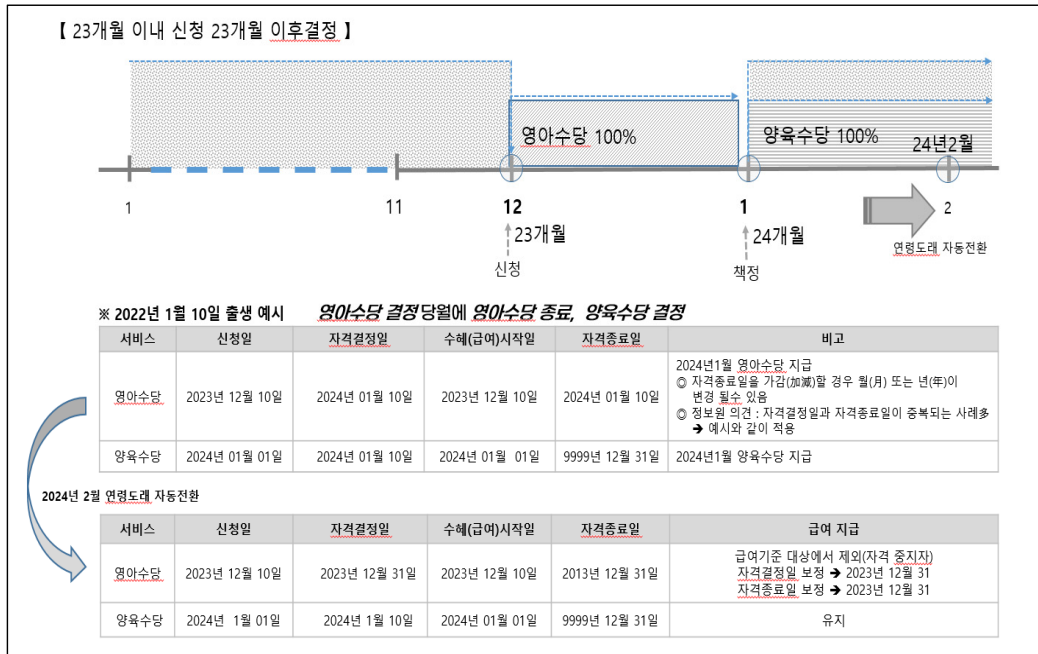 【 23개월 이내 신청 23개월 이후결정 】
영아수당 100%
양육수당 100%
24년2월
1
11
12
1
2
23개월
24개월
신청
책정
연령도래 자동전환
※ 2022년 1월 10일 출생 예시 영아수당 결정당월에 영아수당 종료, 양육수당 결정
서비스 신청일 자격결정일 수혜(급여)시작일 자격종료일 비고
영아수당 2023년 12월 10일 2024년 01월 10일 2023년 12월 10일 2024년 01월 10일
2024년1월 영아수당 지급
◎ 자격종료일을 가감(加減)할 경우 월(月) 또는 년(年)이
변경 될수 있음
◎ 정보원 의견 : 자격결정일과 자격종료일이 중복되는 사례多
➔ 예시와 같이 적용
양육수당 2024년 01월 01일 2024년 01월 10일 2024년 01월 01일 9999년 12월 31일 2024년1월 양육수당 지급
2024년 2월 연령도래 자동전환
서비스 신청일 자격결정일 수혜(급여)시작일 자격종료일 급여 지급
영아수당 2023년 12월 10일 2023년 12월 31일 2023년 12월 10일 2013년 12월 31일
급여기준 대상에서 제외(자격 중지자)
자격결정일 보정 ➔ 2023년 12월 31
자격종료일 보정 ➔ 2023년 12월 31
양육수당 2024년 1월 01일 2024년 1월 10일 2024년 01월 01일 9999년 12월 31일 유지